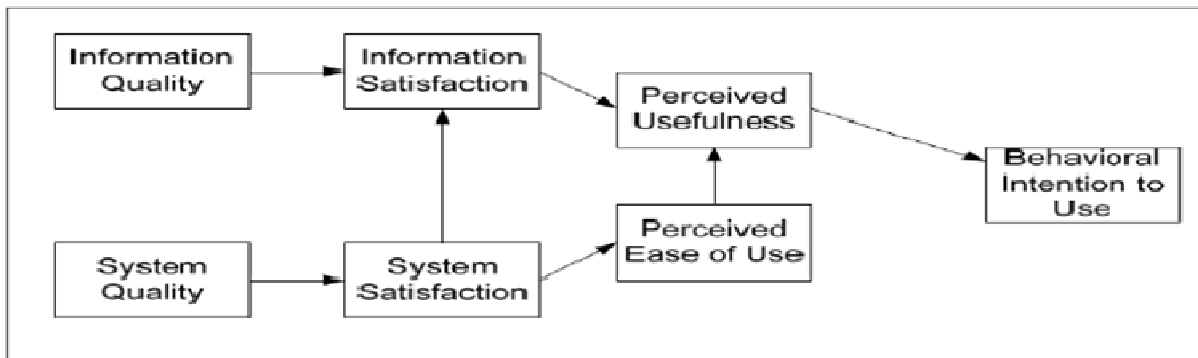 Information
Quality
Information
Satisfaction
Perceived
Usefulness
Behavioral
Intention to
Use
System
Quality
System
Satisfaction
Perceived
Ease of Use